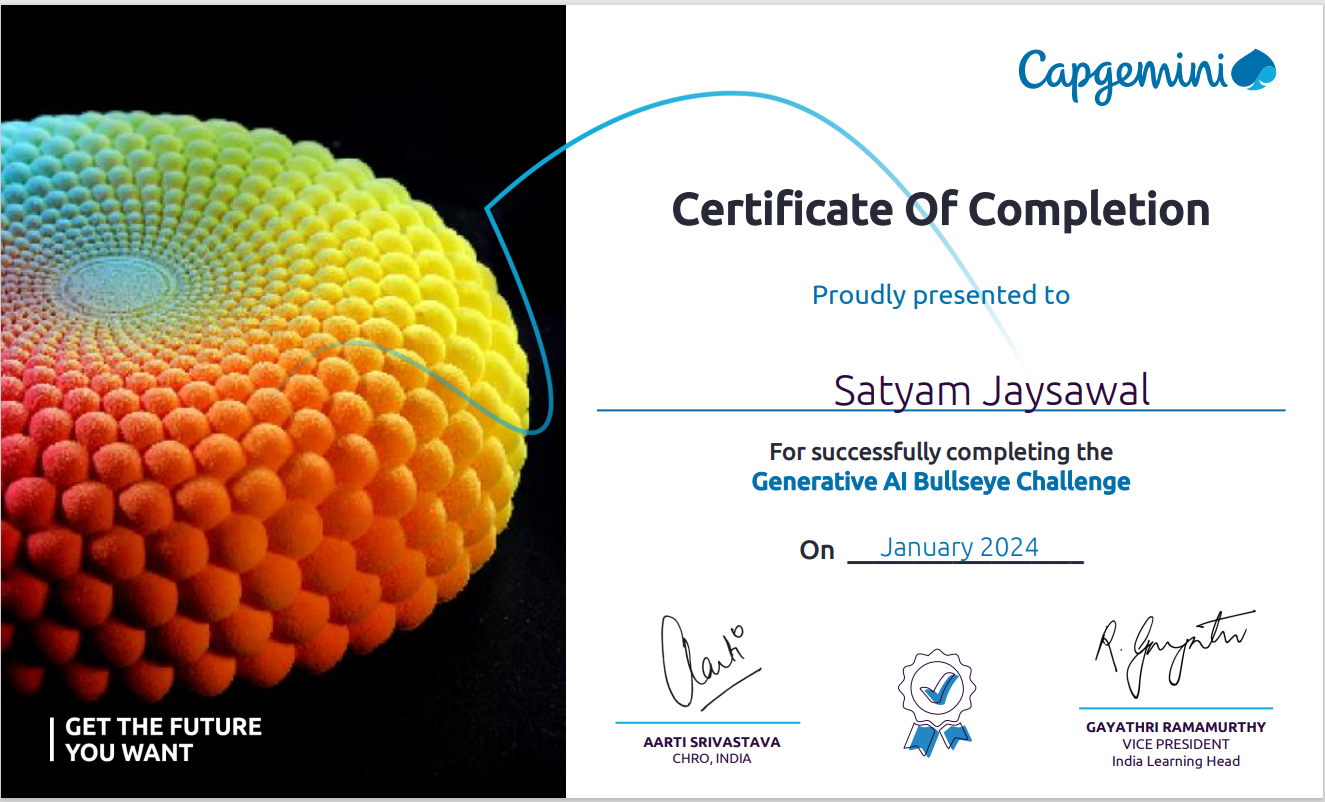 Capgemini
Certificate Of Completion
Proudly presented to
Satyam Jaysawal
For successfully completing the
Generative AI Bullseye Challenge
On January 2024
Aarti
R. Gayathri
AARTI SRIVASTAVA
CHRO, INDIA
GAYATHRI RAMAMURTHY
VICE PRESIDENT
India Learning Head
GET THE FUTURE
YOU WANT